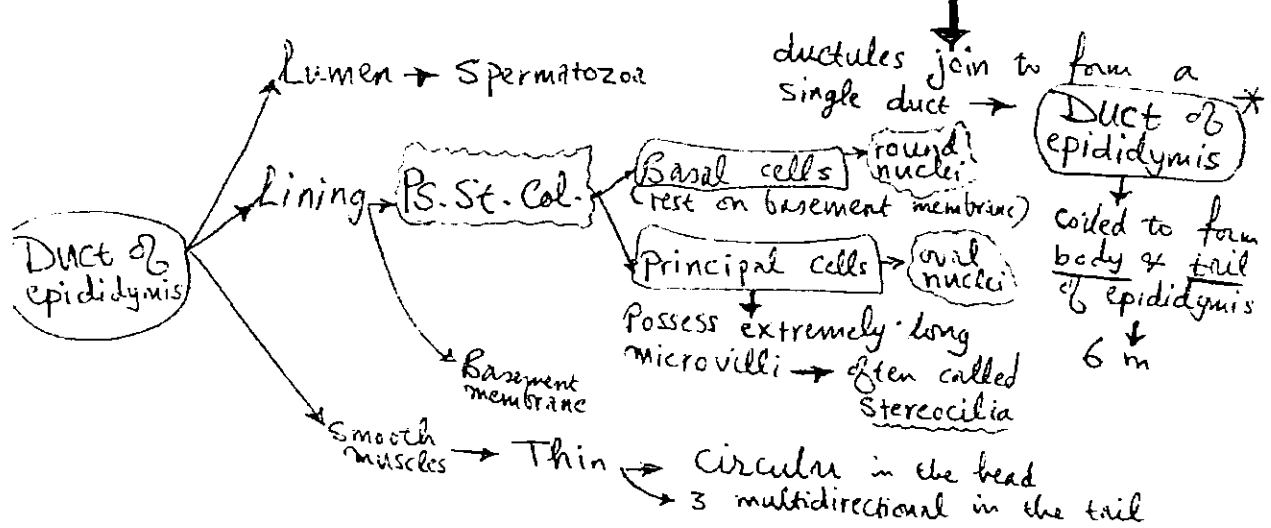 ductules join to form a
single duct → Duct of *
epididymis
coiled to form
body & tail
of epididymis
6 m
Duct of
epididymis
Lumen → Spermatozoa
Lining → PS. St. Col.
Basal cells → round
nuclei
(rest on basement membrane)
Principal cells → oval
nuclei
Possess extremely long
microvilli → often called
Stereocilia
Basement
membrane
Smooth
muscles → Thin → Circular in the head
3 multidirectional in the tail